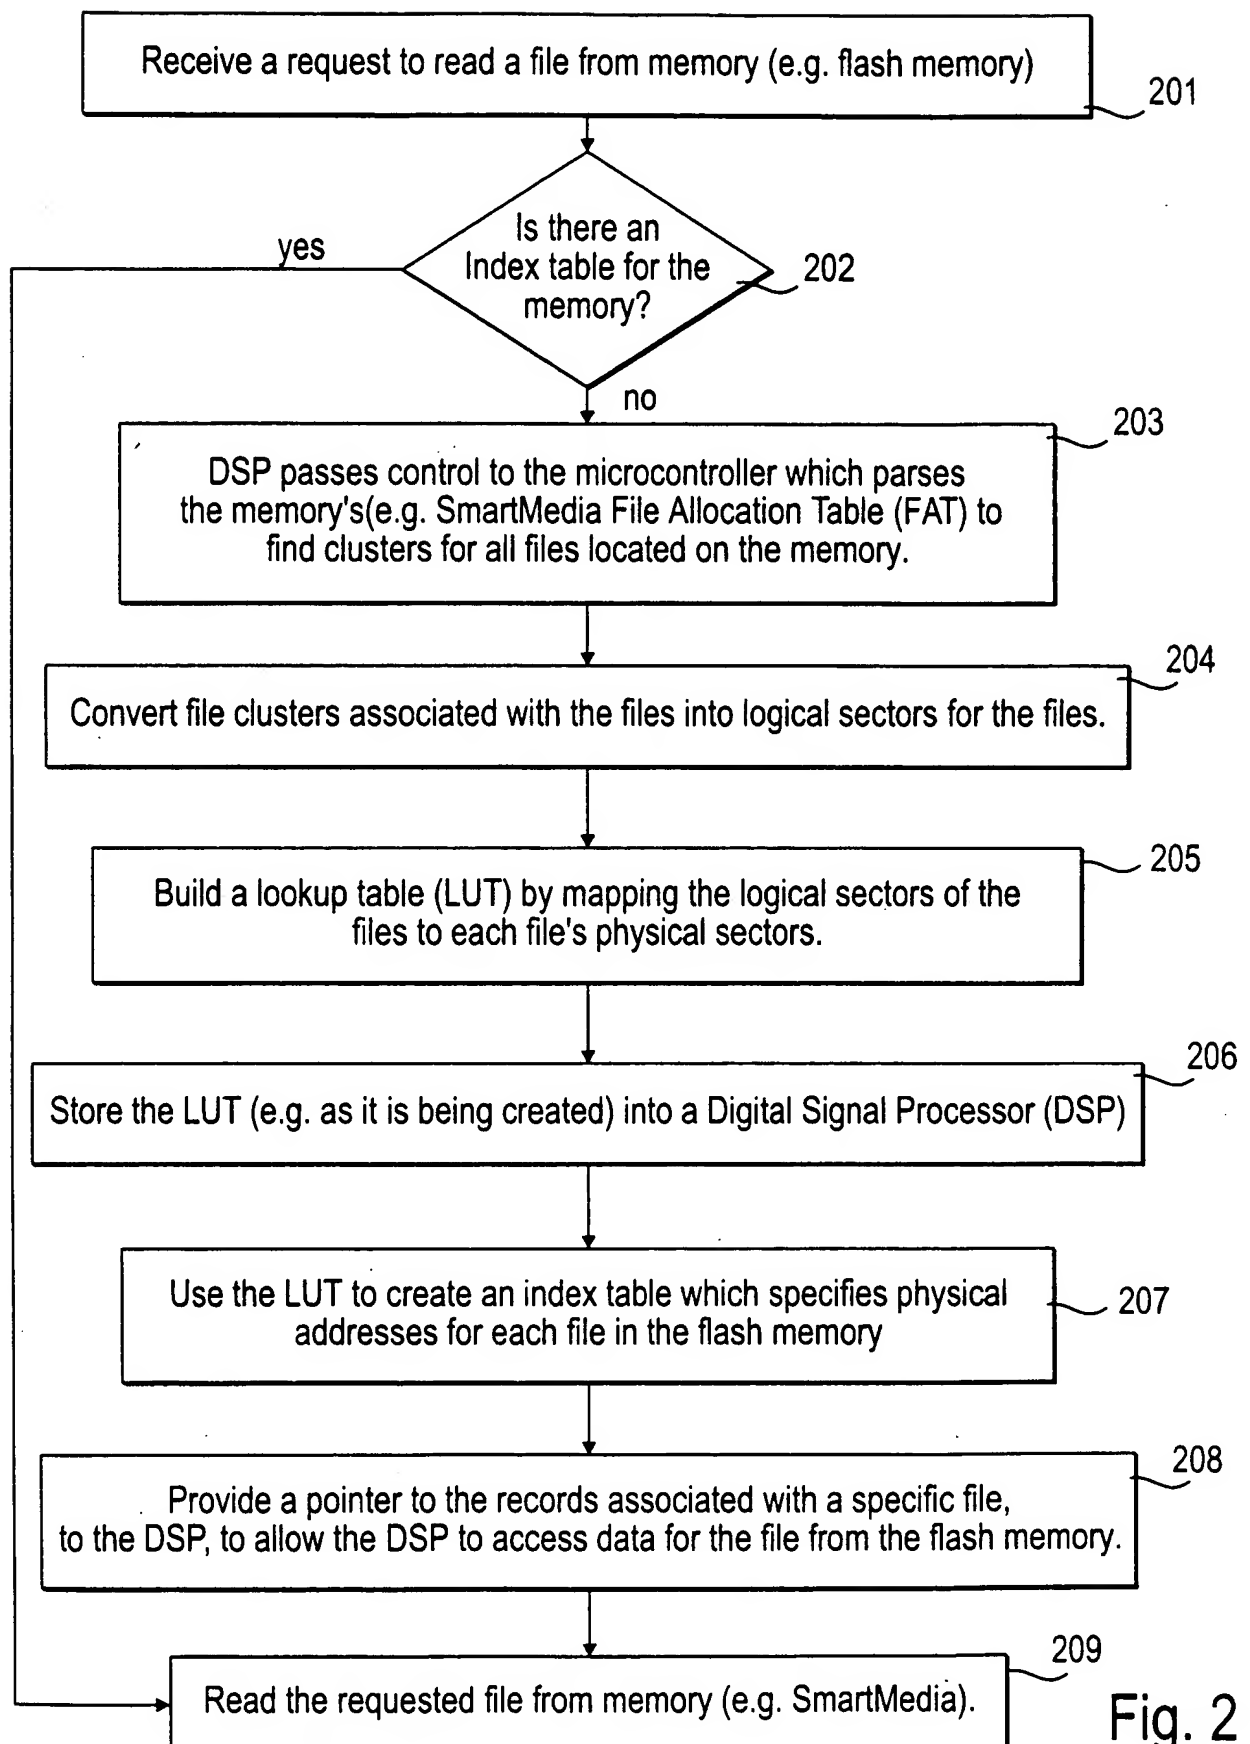 Receive a request to read a file from memory (e.g. flash memory)
201
Is there an
Index table for the
memory?
202
yes
no
203
DSP passes control to the microcontroller which parses
the memory's(e.g. SmartMedia File Allocation Table (FAT) to
find clusters for all files located on the memory.
204
Convert file clusters associated with the files into logical sectors for the files.
205
Build a lookup table (LUT) by mapping the logical sectors of the
files to each file's physical sectors.
206
Store the LUT (e.g. as it is being created) into a Digital Signal Processor (DSP)
Use the LUT to create an index table which specifies physical
addresses for each file in the flash memory
207
208
Provide a pointer to the records associated with a specific file,
to the DSP, to allow the DSP to access data for the file from the flash memory.
209
Read the requested file from memory (e.g. SmartMedia).
Fig. 2